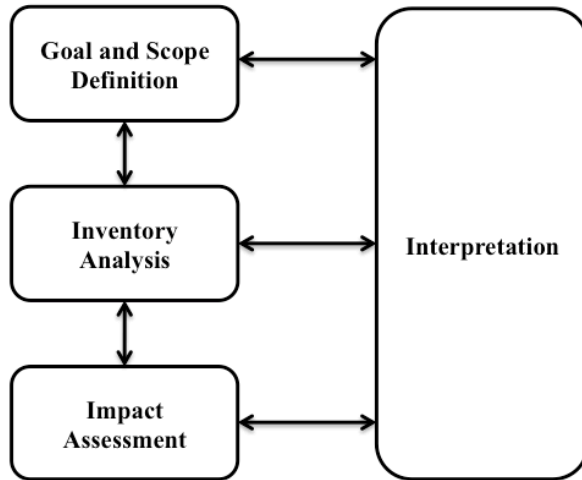 Goal and Scope
Definition
Inventory
Analysis
Interpretation
Impact
Assessment